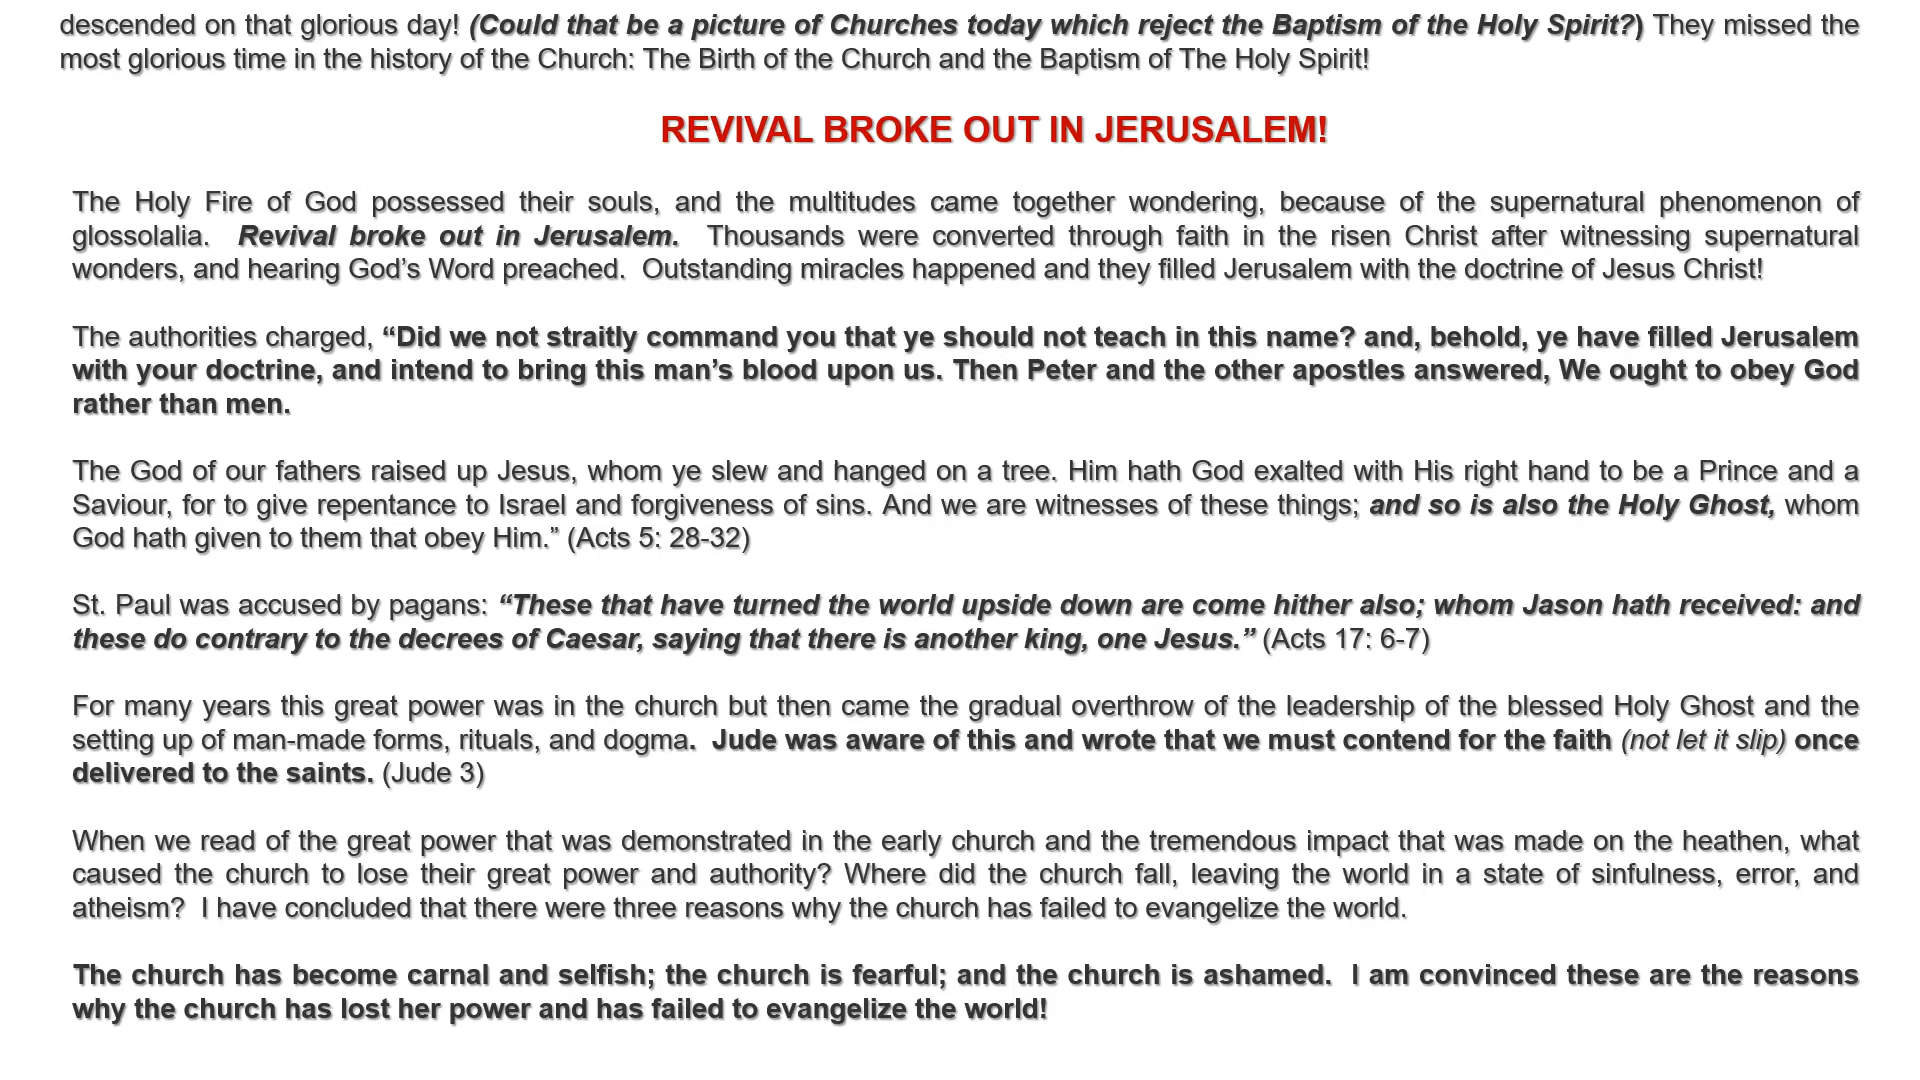 descended on that glorious day! (Could that be a picture of Churches today which reject the Baptism of the Holy Spirit?) They missed the
most glorious time in the history of the Church: The Birth of the Church and the Baptism of The Holy Spirit!
REVIVAL BROKE OUT IN JERUSALEM!
The Holy Fire of God possessed their souls, and the multitudes came together wondering, because of the supernatural phenomenon of
glossolalia.  Revival broke out in Jerusalem.  Thousands were converted through faith in the risen Christ after witnessing supernatural
wonders, and hearing God’s Word preached.  Outstanding miracles happened and they filled Jerusalem with the doctrine of Jesus Christ!
The authorities charged, “Did we not straitly command you that ye should not teach in this name? and, behold, ye have filled Jerusalem
with your doctrine, and intend to bring this man’s blood upon us. Then Peter and the other apostles answered, We ought to obey God
rather than men.
The God of our fathers raised up Jesus, whom ye slew and hanged on a tree. Him hath God exalted with His right hand to be a Prince and a
Saviour, for to give repentance to Israel and forgiveness of sins. And we are witnesses of these things; and so is also the Holy Ghost, whom
God hath given to them that obey Him.” (Acts 5: 28-32)
St. Paul was accused by pagans: “These that have turned the world upside down are come hither also; whom Jason hath received: and
these do contrary to the decrees of Caesar, saying that there is another king, one Jesus.” (Acts 17: 6-7)
For many years this great power was in the church but then came the gradual overthrow of the leadership of the blessed Holy Ghost and the
setting up of man-made forms, rituals, and dogma.  Jude was aware of this and wrote that we must contend for the faith (not let it slip) once
delivered to the saints. (Jude 3)
When we read of the great power that was demonstrated in the early church and the tremendous impact that was made on the heathen, what
caused the church to lose their great power and authority? Where did the church fall, leaving the world in a state of sinfulness, error, and
atheism?  I have concluded that there were three reasons why the church has failed to evangelize the world.
The church has become carnal and selfish; the church is fearful; and the church is ashamed.  I am convinced these are the reasons
why the church has lost her power and has failed to evangelize the world!